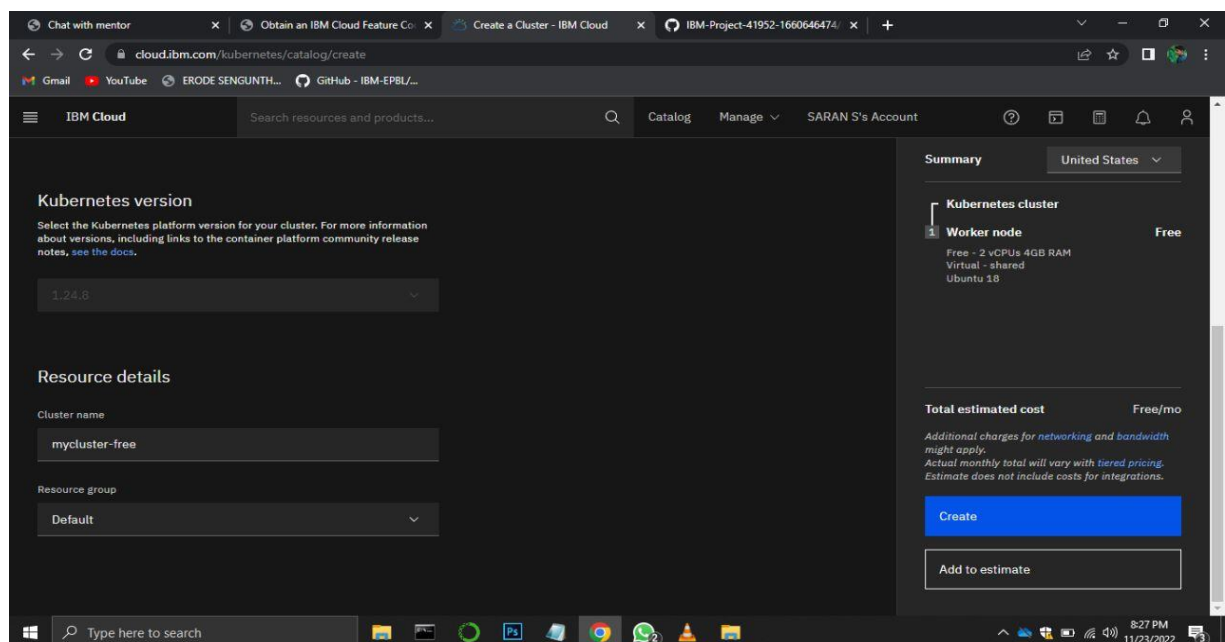 Chat with mentor
Obtain an IBM Cloud Feature Co
Create a Cluster - IBM Cloud
IBM-Project-41952-1660646474/
cloud.ibm.com/kubernetes/catalog/create
Gmail
YouTube
ERODE SENGUNTH...
GitHub - IBM-EPBL/...
IBM Cloud
Search resources and products...
Catalog
Manage
SARAN S's Account
Kubernetes version
Select the Kubernetes platform version for your cluster. For more information
about versions, including links to the container platform community release
notes, see the docs.
1.24.8
Resource details
Cluster name
mycluster-free
Resource group
Default
Summary
United States
Kubernetes cluster
1 Worker node Free
Free - 2 vCPUs 4GB RAM
Virtual - shared
Ubuntu 18
Total estimated cost Free/mo
Additional charges for networking and bandwidth
might apply.
Actual monthly total will vary with tiered pricing.
Estimate does not include costs for integrations.
Create
Add to estimate
Type here to search
Ps
2
8:27 PM
11/23/2022
3